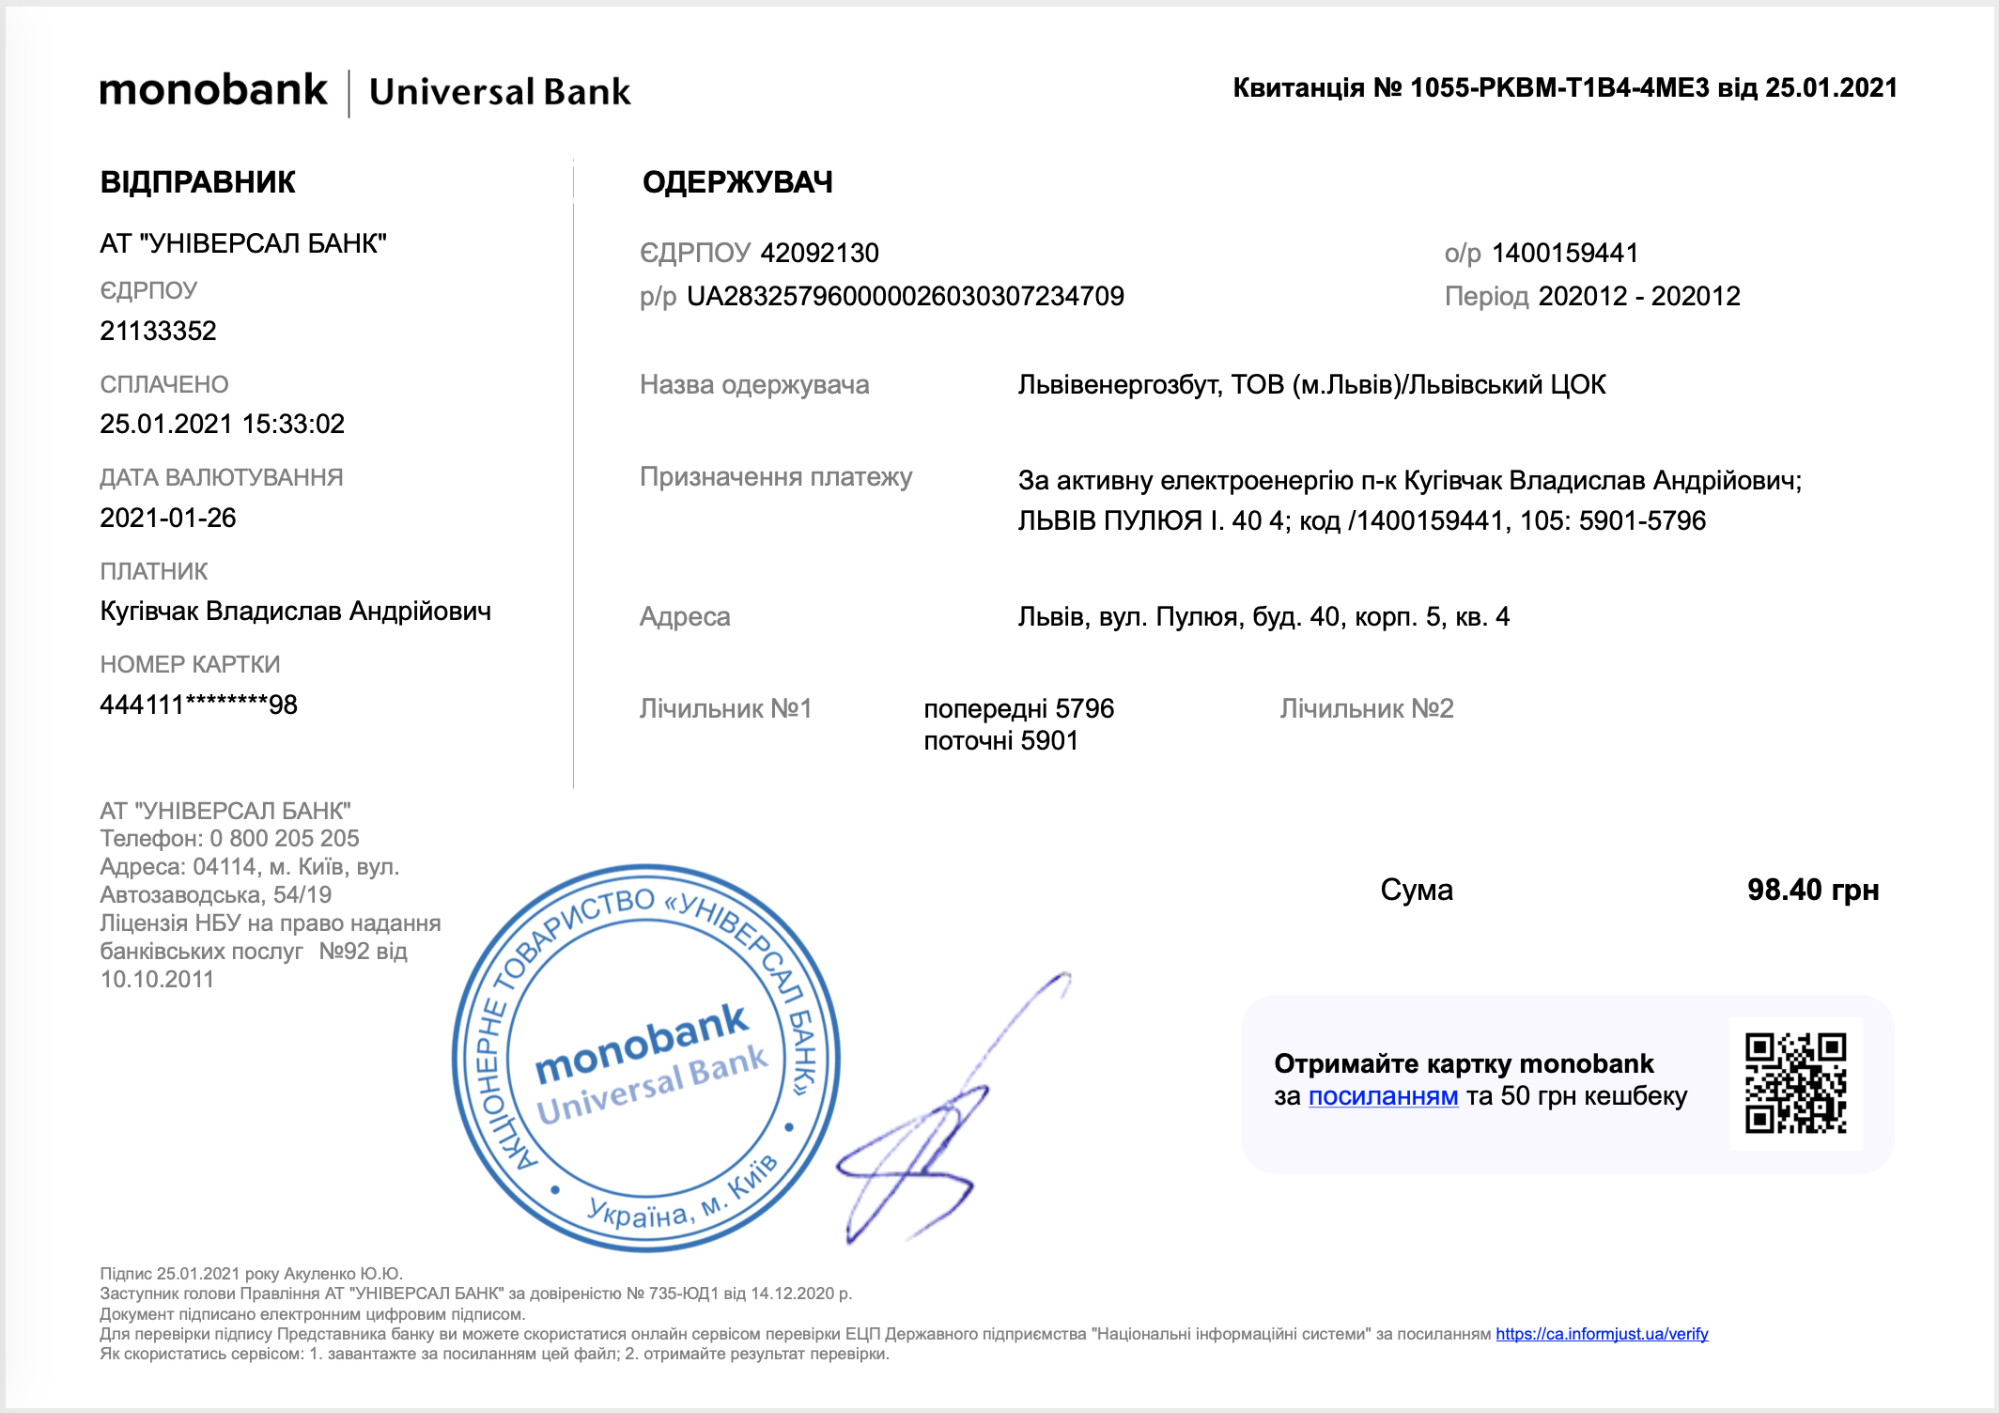 monobank | Universal Bank
Квитанція № 1055-PKBM-T1B4-4ME3 від 25.01.2021
ВІДПРАВНИК
АТ "УНІВЕРСАЛ БАНК"
ЄДРПОУ
21133352
СПЛАЧЕНО
25.01.2021 15:33:02
ДАТА ВАЛЮТУВАННЯ
2021-01-26
ПЛАТНИК
Кугівчак Владислав Андрійович
НОМЕР КАРТКИ
444111********98
ОДЕРЖУВАЧ
ЄДРПОУ 42092130
о/р 1400159441
р/р UA283257960000026030307234709
Період 202012 - 202012
Назва одержувача
Львівенергозбут, ТОВ (м.Львів)/Львівський ЦОК
Призначення платежу
За активну електроенергію п-к Кугівчак Владислав Андрійович;
ЛЬВІВ ПУЛЮЯ І. 40 4; код /1400159441, 105: 5901-5796
Адреса
Львів, вул. Пулюя, буд. 40, корп. 5, кв. 4
Лічильник №1
попередні 5796
поточні 5901
Лічильник №2
АТ "УНІВЕРСАЛ БАНК"
Телефон: 0 800 205 205
Адреса: 04114, м. Київ, вул.
Автозаводська, 54/19
Ліцензія НБУ на право надання
банківських послуг №92 від
10.10.2011
Сума
98.40 грн
АКЦІОНЕРНЕ ТОВАРИСТВО «УНІВЕРСАЛ БАНК»
monobank
Universal Bank
Україна, м. Київ
Отримайте картку monobank
за посиланням та 50 грн кешбеку
Підпис 25.01.2021 року Акуленко Ю.Ю.
Заступник голови Правління АТ "УНІВЕРСАЛ БАНК" за довіреністю № 735-ЮД1 від 14.12.2020 р.
Документ підписано електронним цифровим підписом.
Для перевірки підпису Представника банку ви можете скористатися онлайн сервісом перевірки ЕЦП Державного підприємства "Національні інформаційні системи" за посиланням https://ca.informjust.ua/verify
Як скористатись сервісом: 1. завантажте за посиланням цей файл; 2. отримайте результат перевірки.